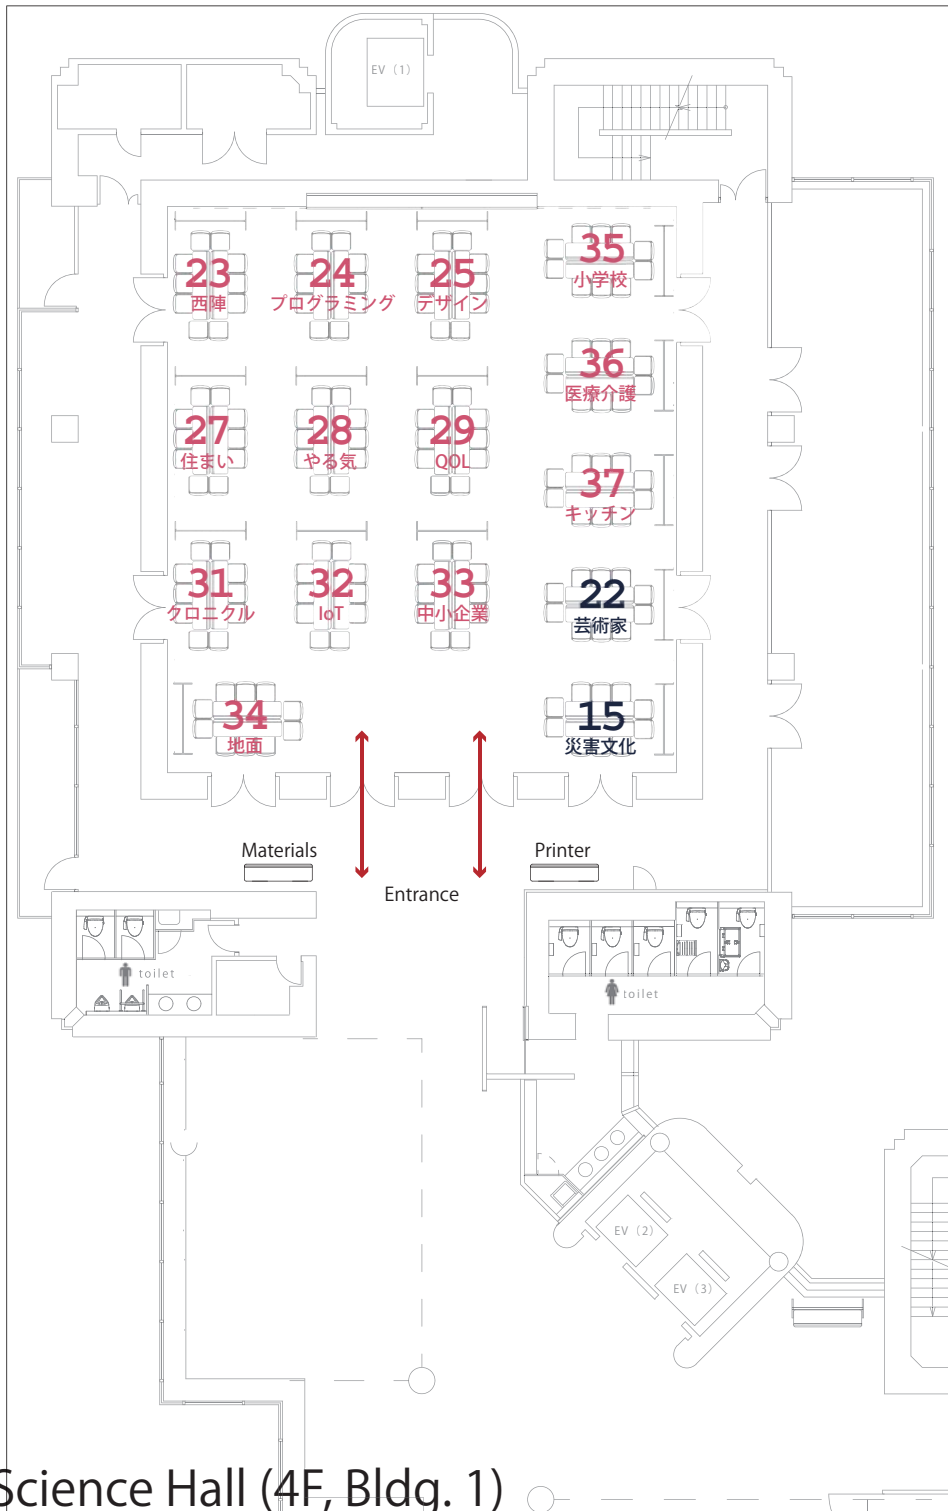 EV（1）
23
西陣
24
プログラミング
25
デザイン
35
小学校
36
医療介護
27
住まい
28
やる気
29
QOL
37
キッチン
31
クロニクル
32
IoT
33
中小企業
22
芸術家
34
地面
15
災害文化
Materials
Printer
Entrance
toilet
toilet
EV（2）
EV（3）
Science Hall (4F, Bldg. 1)